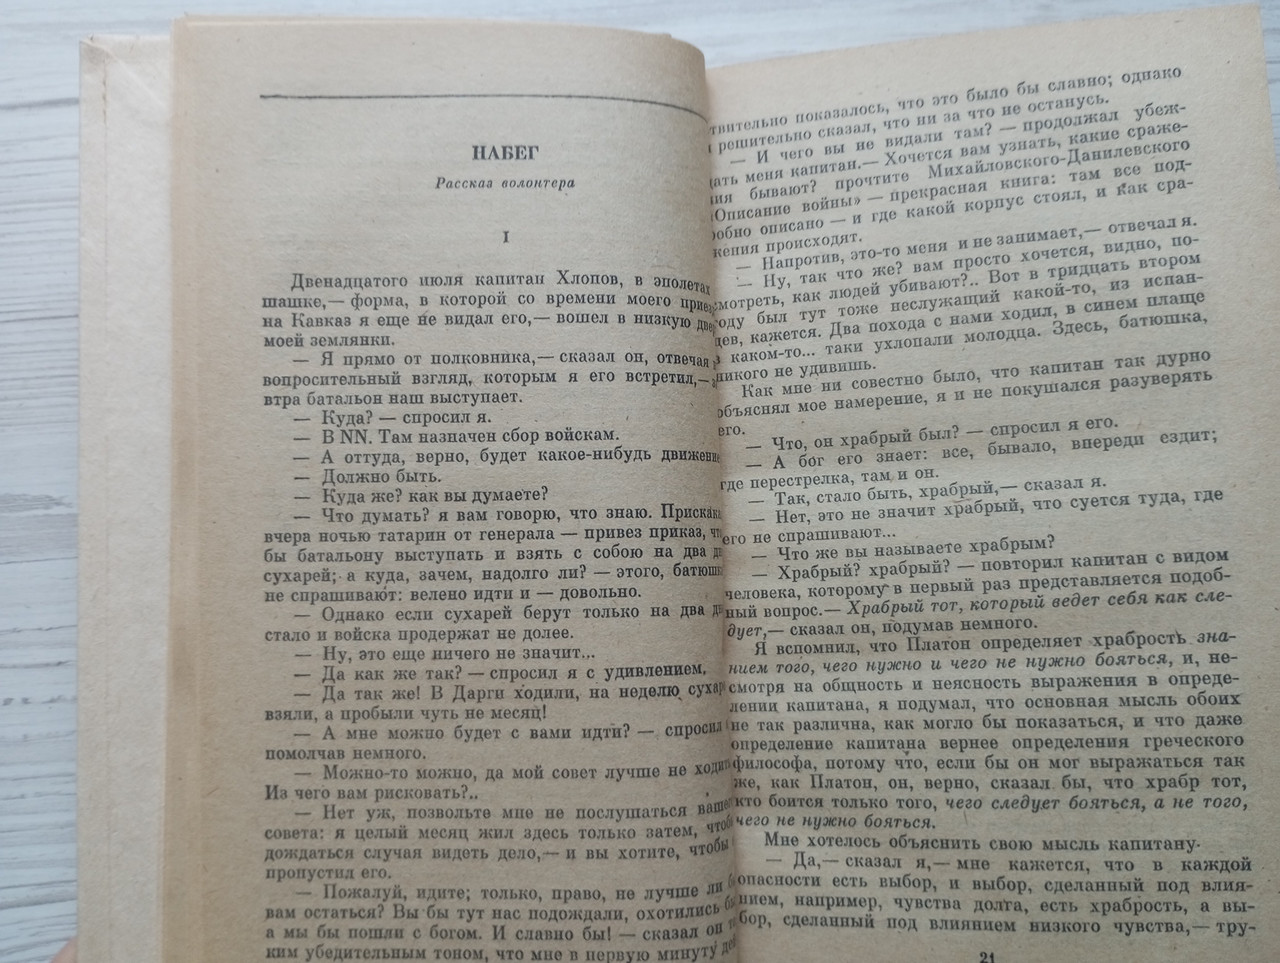 НАБЕГ
Рассказ волонтера
I
Двенадцатого июля капитан Хлопов, в эполетах
шашке,— форма, в которой со времени моего
на Кавказ я еще не видал его,— вошел в низкую
моей землянки.
— Я прямо от полковника,— сказал он, отвечая
вопросительный взгляд, которым я его встретил,—
втра батальон наш выступает.
— Куда? — спросил я.
— В NN. Там назначен сбор войскам.
— А оттуда, верно, будет какое-нибудь движение
— Должно быть.
— Куда же? как вы думаете?
— Что думать? я вам говорю, что знаю. Прискака
вчера ночью татарин от генерала — привез приказ, чт
бы батальону выступать и взять с собою на два
сухарей; а куда, зачем, надолго ли? — этого, батюшк
не спрашивают: велено идти и — довольно.
— Однако если сухарей берут только на два
стало и войска продержат не долее.
— Ну, это еще ничего не значит...
— Да как же так? — спросил я с удивлением.
— Да так же! В Дарги ходили, на неделю сухар
взяли, а пробыли чуть не месяц!
— А мне можно будет с вами идти? — спросил
помолчав немного.
— Можно-то можно, да мой совет лучше не ходит
Из чего вам рисковать?..
— Нет уж, позвольте мне не послушаться вашег
совета: я целый месяц жил здесь только затем, чтоб
дождаться случая видеть дело,— и вы хотите, чтобы
пропустил его.
— Пожалуй, идите; только, право, не лучше ли
вам остаться? Вы бы тут нас подождали, охотились
а мы бы пошли с богом. И славно бы! — сказал он
ким убедительным тоном, что мне в первую минуту
твительно показалось, что это было бы славно; однако
решительно сказал, что ни за что не останусь.
— И чего вы не видали там? — продолжал убеж-
дать меня капитан.— Хочется вам узнать, какие сраже-
ния бывают? прочтите Михайловского-Данилевского
«Описание войны» — прекрасная книга: там все под-
робно описано — и где какой корпус стоял, и как сра-
жения происходят.
— Напротив, это-то меня и не занимает,— отвечал я.
— Ну, так что же? вам просто хочется, видно, по-
смотреть, как людей убивают?.. Вот в тридцать втором
году был тут тоже неслужащий какой-то, из испан-
цев, кажется. Два похода с нами ходил, в синем плаще
в каком-то... таки ухлопали молодца. Здесь, батюшка,
никого не удивишь.
Как мне ни совестно было, что капитан так дурно
объяснял мое намерение, я и не покушался разуверять
его.
— Что, он храбрый был? — спросил я его.
— А бог его знает: все, бывало, впереди ездит;
где перестрелка, там и он.
— Так, стало быть, храбрый,— сказал я.
— Нет, это не значит храбрый, что суется туда, где
его не спрашивают...
— Что же вы называете храбрым?
— Храбрый? храбрый? — повторил капитан с видом
человека, которому в первый раз представляется подоб-
ный вопрос.— Храбрый тот, который ведет себя как сле-
дует,— сказал он, подумав немного.
Я вспомнил, что Платон определяет храбрость зна-
нием того, чего нужно и чего не нужно бояться, и, не-
смотря на общность и неясность выражения в опреде-
лении капитана, я подумал, что основная мысль обоих
не так различна, как могло бы показаться, и что даже
определение капитана вернее определения греческого
философа, потому что, если бы он мог выражаться так
же, как Платон, он, верно, сказал бы, что храбр тот,
кто боится только того, чего следует бояться, а не того,
чего не нужно бояться.
Мне хотелось объяснить свою мысль капитану.
— Да,— сказал я,— мне кажется, что в каждой
опасности есть выбор, и выбор, сделанный под влия-
нием, например, чувства долга, есть храбрость, а вы-
бор, сделанный под влиянием низкого чувства,— тру-
21